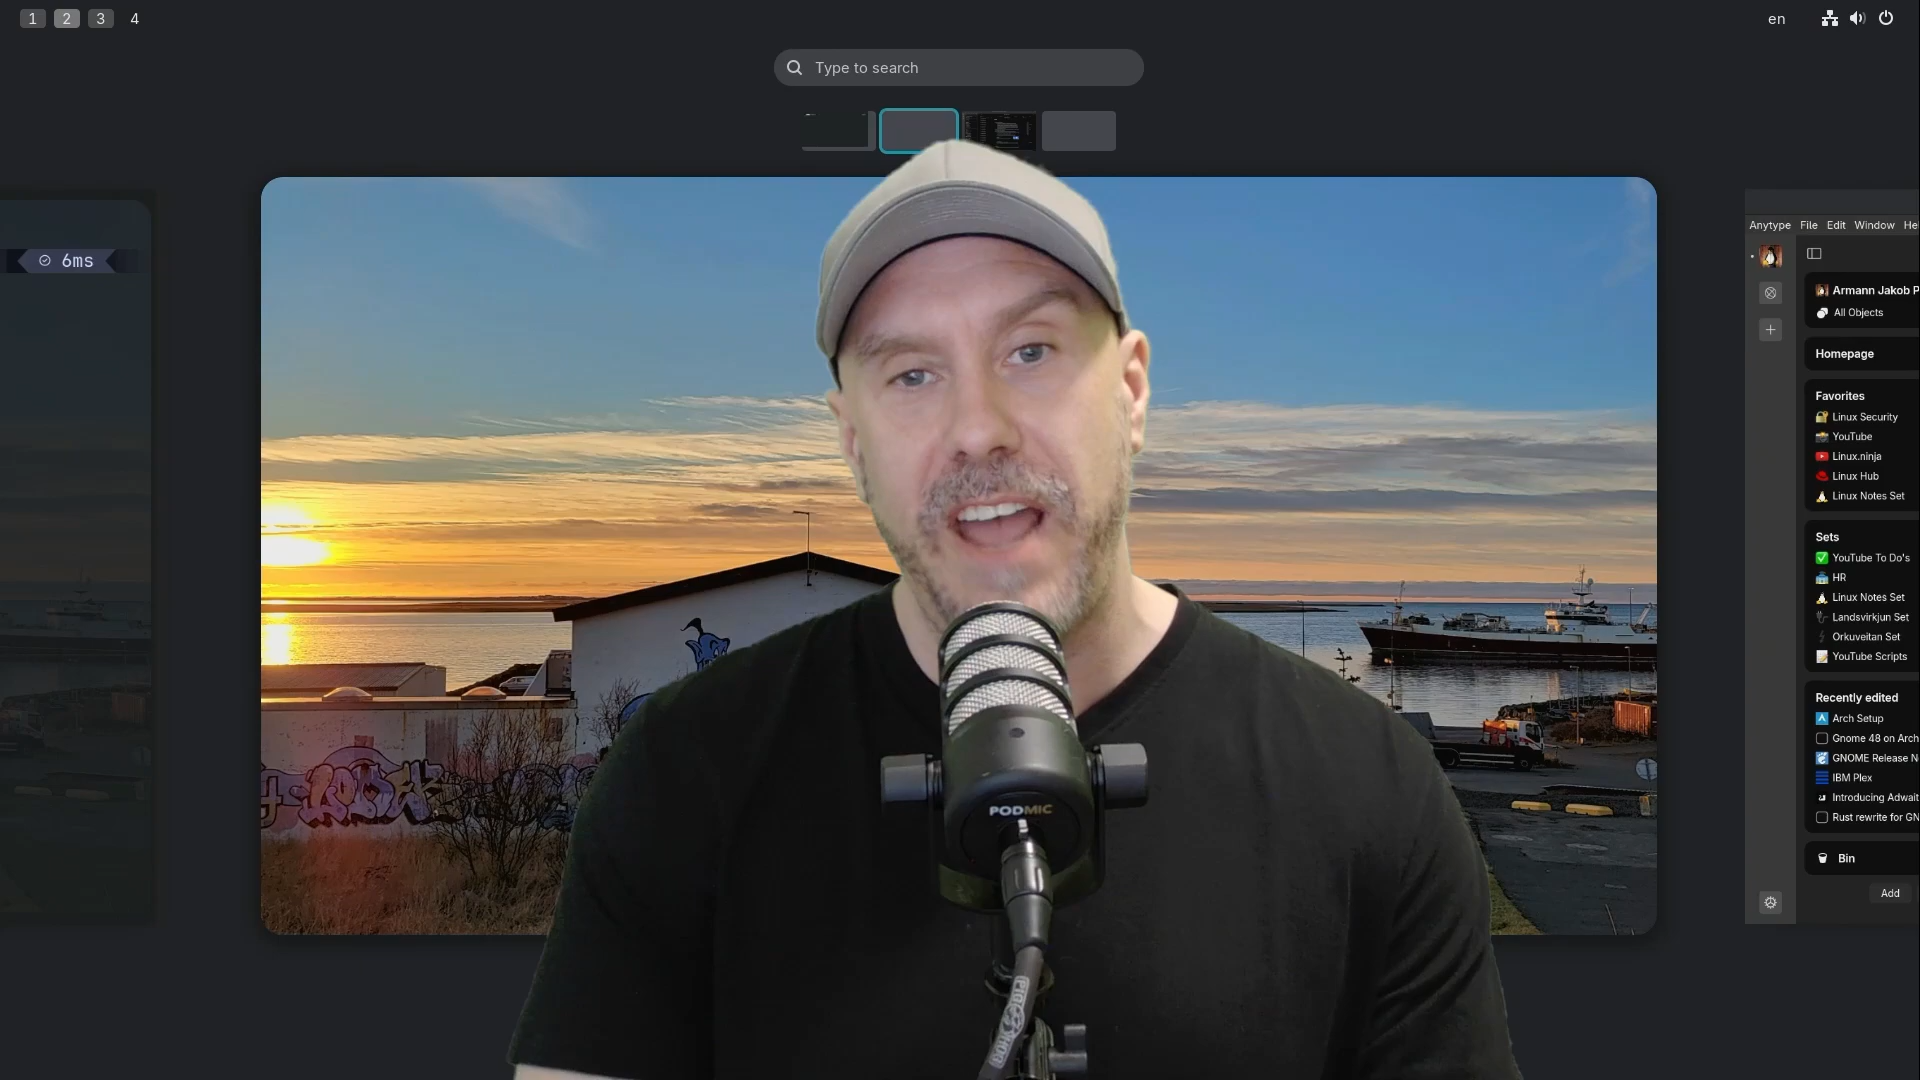 1 2 3 4
en
Type to search
6ms
Anytype File Edit Window He
Armann Jakob P
All Objects
Homepage
Favorites
Linux Security
YouTube
Linux.ninja
Linux Hub
Linux Notes Set
Sets
YouTube To Do's
HR
Linux Notes Set
Landsvirkjun Set
Orkuveitan Set
YouTube Scripts
Recently edited
Arch Setup
Gnome 48 on Arch
GNOME Release N
IBM Plex
Introducing Adwait
Rust rewrite for GN
Bin
Add
PODMIC